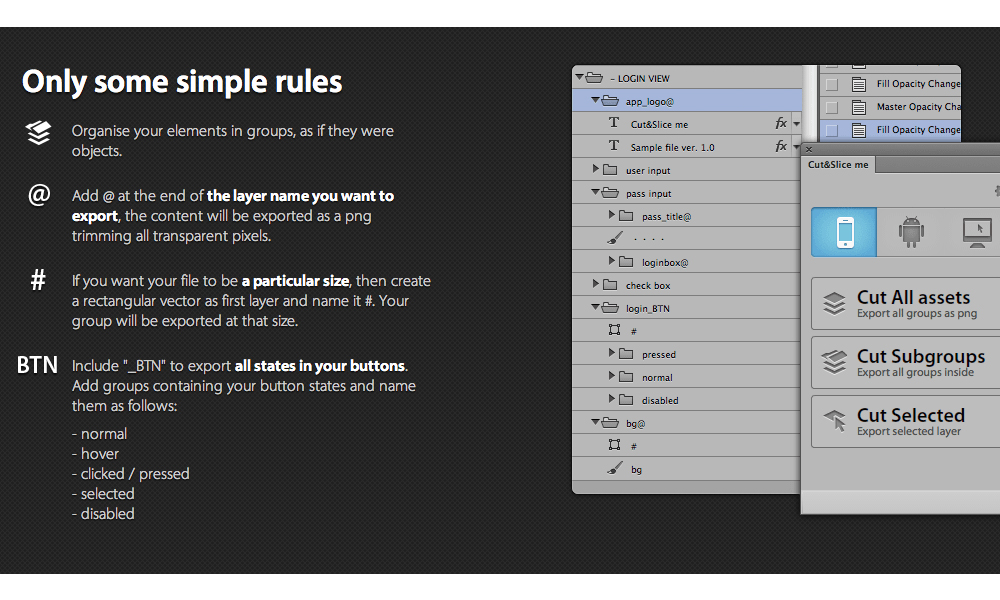 Only some simple rules
Organise your elements in groups, as if they were
objects.
@
Add @ at the end of the layer name you want to
export, the content will be exported as a png
trimming all transparent pixels.
#
If you want your file to be a particular size, then create
a rectangular vector as first layer and name it #. Your
group will be exported at that size.
BTN
Include "_BTN" to export all states in your buttons.
Add groups containing your button states and name
them as follows:
- normal
- hover
- clicked / pressed
- selected
- disabled
- LOGIN VIEW
app_logo@
T Cut&Slice me fx
T Sample file ver. 1.0 fx
user input
pass input
pass_title@
. . . .
loginbox@
check box
login_BTN
#
pressed
normal
disabled
bg@
#
bg
Fill Opacity Change
Master Opacity Cha
Fill Opacity Change
Cut&Slice me
Cut All assets
Export all groups as png
Cut Subgroups
Export all groups inside
Cut Selected
Export selected layer